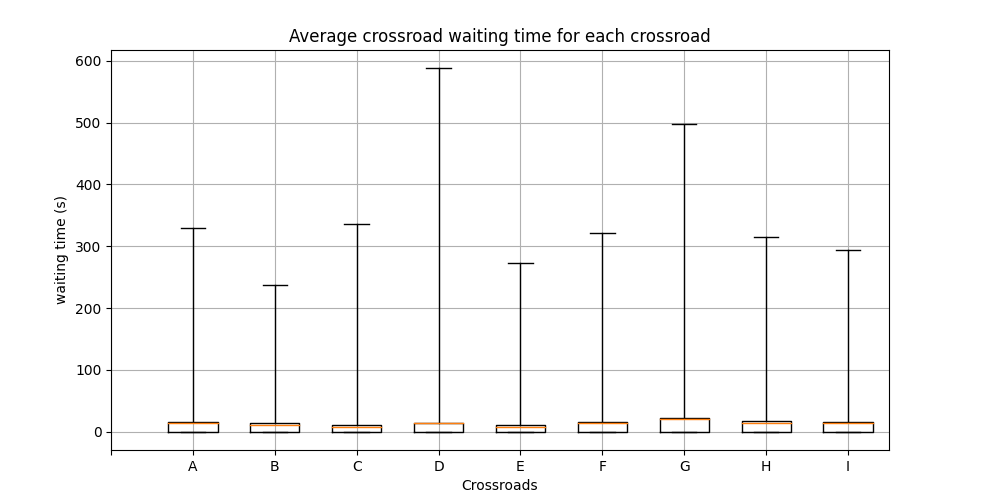 Average crossroad waiting time for each crossroad
600
500
400
300
200
100
0
waiting time (s)
A B C D E F G H I
Crossroads